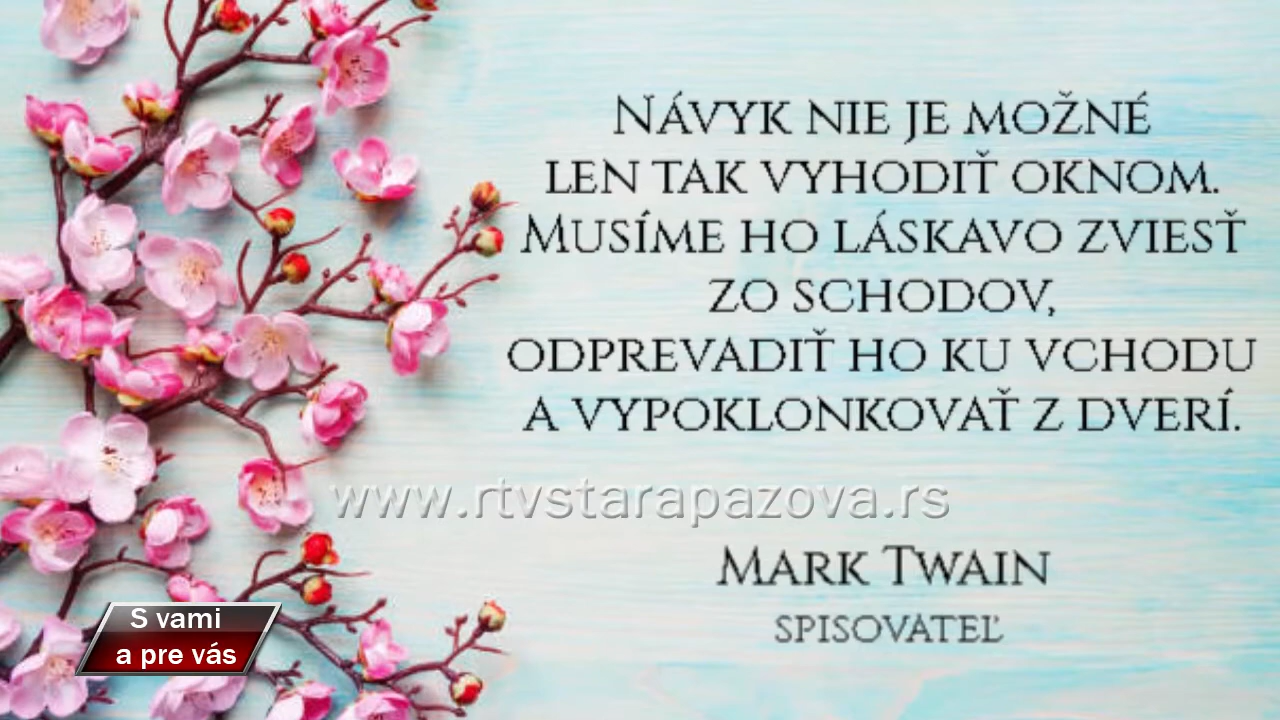 Návyk nie je možné
len tak vyhodiť oknom.
Musíme ho láskavo zviesť
zo schodov,
odprevadiť ho ku vchodu
a vypoklonkovať z dverí.
www.rtvstarapazova.rs
Mark Twain
spisovateľ
S vami
a pre vás